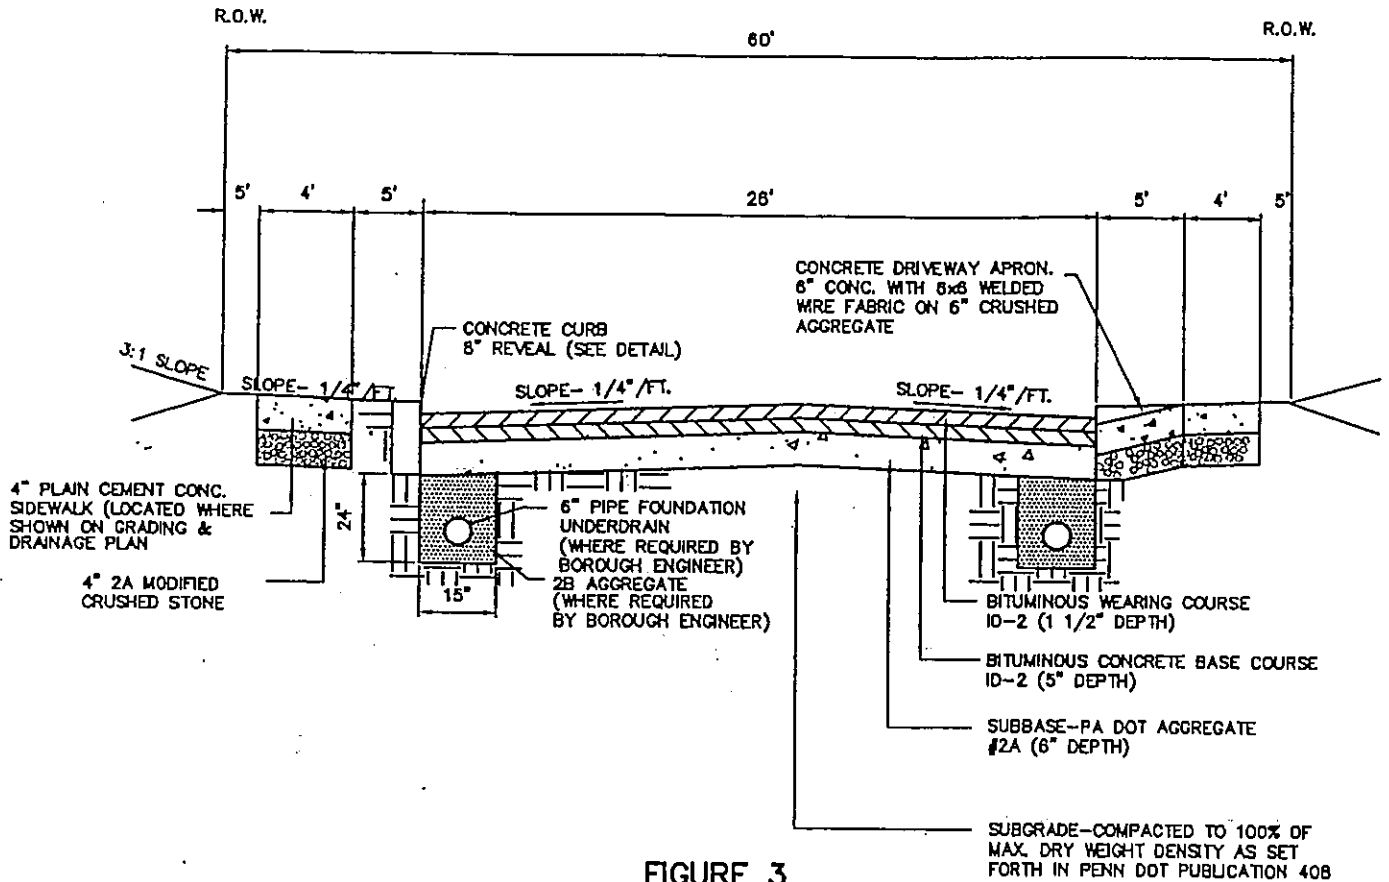 R.O.W.
R.O.W.
60'
5'
4'
5'
28'
5'
4'
5'
CONCRETE DRIVEWAY APRON.
6" CONC. WITH 6x6 WELDED
WIRE FABRIC ON 6" CRUSHED
AGGREGATE
CONCRETE CURB
8" REVEAL (SEE DETAIL)
3:1 SLOPE
SLOPE- 1/4"/FT.
SLOPE- 1/4"/FT.
SLOPE- 1/4"/FT.
4" PLAIN CEMENT CONC.
SIDEWALK (LOCATED WHERE
SHOWN ON GRADING &
DRAINAGE PLAN
24"
6" PIPE FOUNDATION
UNDERDRAIN
(WHERE REQUIRED BY
BOROUGH ENGINEER)
2B AGGREGATE
(WHERE REQUIRED
BY BOROUGH ENGINEER)
4" 2A MODIFIED
CRUSHED STONE
15"
BITUMINOUS WEARING COURSE
ID-2 (1 1/2" DEPTH)
BITUMINOUS CONCRETE BASE COURSE
ID-2 (5" DEPTH)
SUBBASE-PA DOT AGGREGATE
#2A (6" DEPTH)
SUBGRADE-COMPACTED TO 100% OF
MAX. DRY WEIGHT DENSITY AS SET
FORTH IN PENN DOT PUBLICATION 408
FIGURE 3